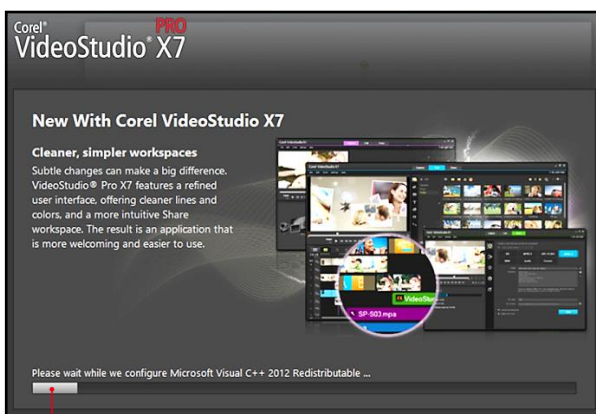 Corel®
PRO
VideoStudio® X7
New With Corel VideoStudio X7
Cleaner, simpler workspaces
Subtle changes can make a big difference.
VideoStudio® Pro X7 features a refined
user interface, offering cleaner lines and
colors, and a more intuitive Share
workspace. The result is an application that
is more welcoming and easier to use.
VideoStu
SP-S03.mpa
Please wait while we configure Microsoft Visual C++ 2012 Redistributable ...